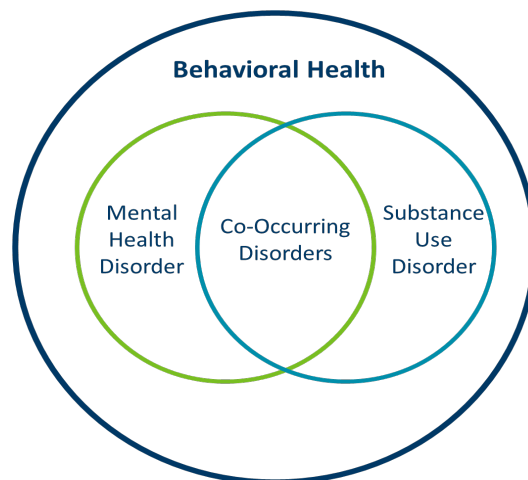 Behavioral Health
Mental
Health
Disorder
Co-Occurring
Disorders
Substance
Use
Disorder